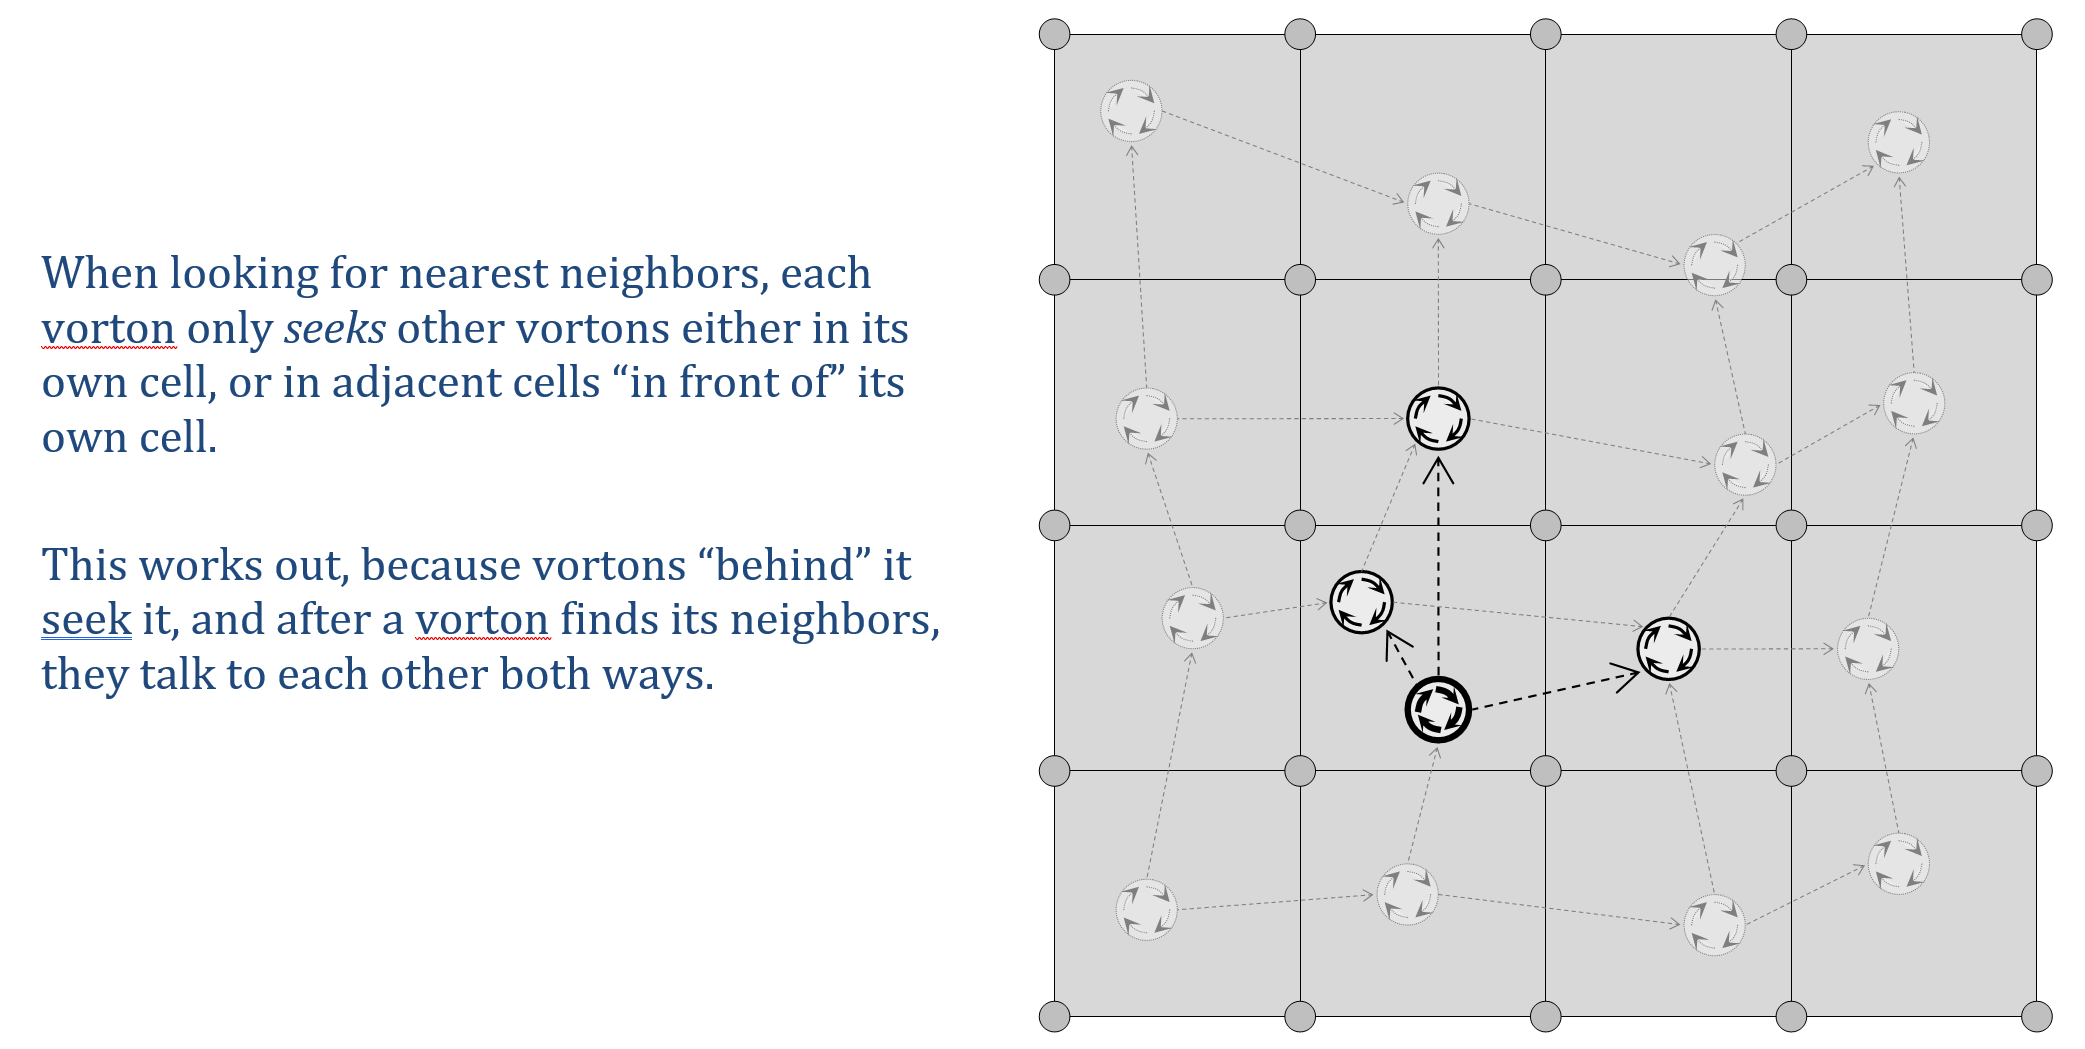 When looking for nearest neighbors, each
vorton only seeks other vortons either in its
own cell, or in adjacent cells “in front of” its
own cell.
This works out, because vortons “behind” it
seek it, and after a vorton finds its neighbors,
they talk to each other both ways.